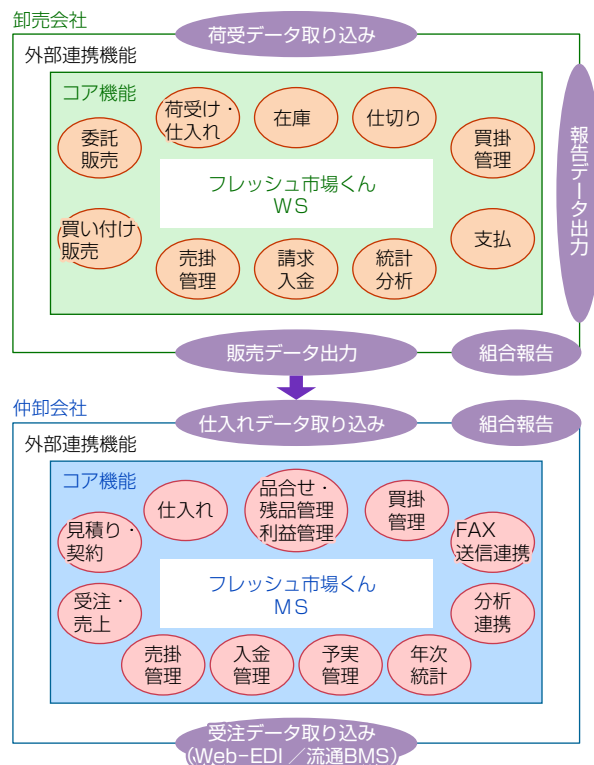 卸売会社
荷受データ取り込み
外部連携機能
コア機能
荷受け・
仕入れ
在庫
仕切り
委託
販売
買掛
管理
フレッシュ市場くん
WS
買い付け
販売
支払
売掛
管理
請求
入金
統計
分析
報告データ出力
販売データ出力
組合報告
仲卸会社
仕入れデータ取り込み
組合報告
外部連携機能
コア機能
仕入れ
品合せ・
残品管理
利益管理
買掛
管理
見積り・
契約
FAX
送信連携
フレッシュ市場くん
MS
受注・
売上
分析
連携
売掛
管理
入金
管理
予実
管理
年次
統計
受注データ取り込み
(Web-EDI／流通BMS)